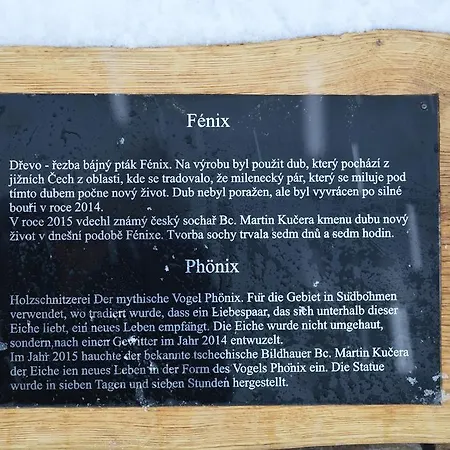 Fénix
Dřevo - řezba bájný pták Fénix. Na výrobu byl použit dub, který pochází z
jižních Čech z oblasti, kde se tradovalo, že milenecký pár, který se miluje pod
tímto dubem počne nový život. Dub nebyl poražen, ale byl vyvrácen po silné
bouři v roce 2014.
V roce 2015 vdechl známý český sochař Bc. Martin Kučera kmenu dubu nový
život v dnešní podobě Fénixe. Tvorba sochy trvala sedm dnů a sedm hodin.
Phönix
Holzschnitzerei Der mythische Vogel Phönix. Fur die Gebiet in Sudbohmen
verwendet, wo tradiert wurde, dass ein Liebespaar, das sich unterhalb dieser
Eiche liebt, ein neues Leben empfängt. Die Eiche wurde nicht umgehaut,
sondern nach einen Gewitter im Jahr 2014 entwuzelt.
Im Jahr 2015 hauchte der bekannte tschechische Bildhauer Bc. Martin Kučera
der Eiche ien neues Leben in der Form des Vogels Phönix ein. Die Statue
wurde in sieben Tagen und sieben Stunden hergestellt.